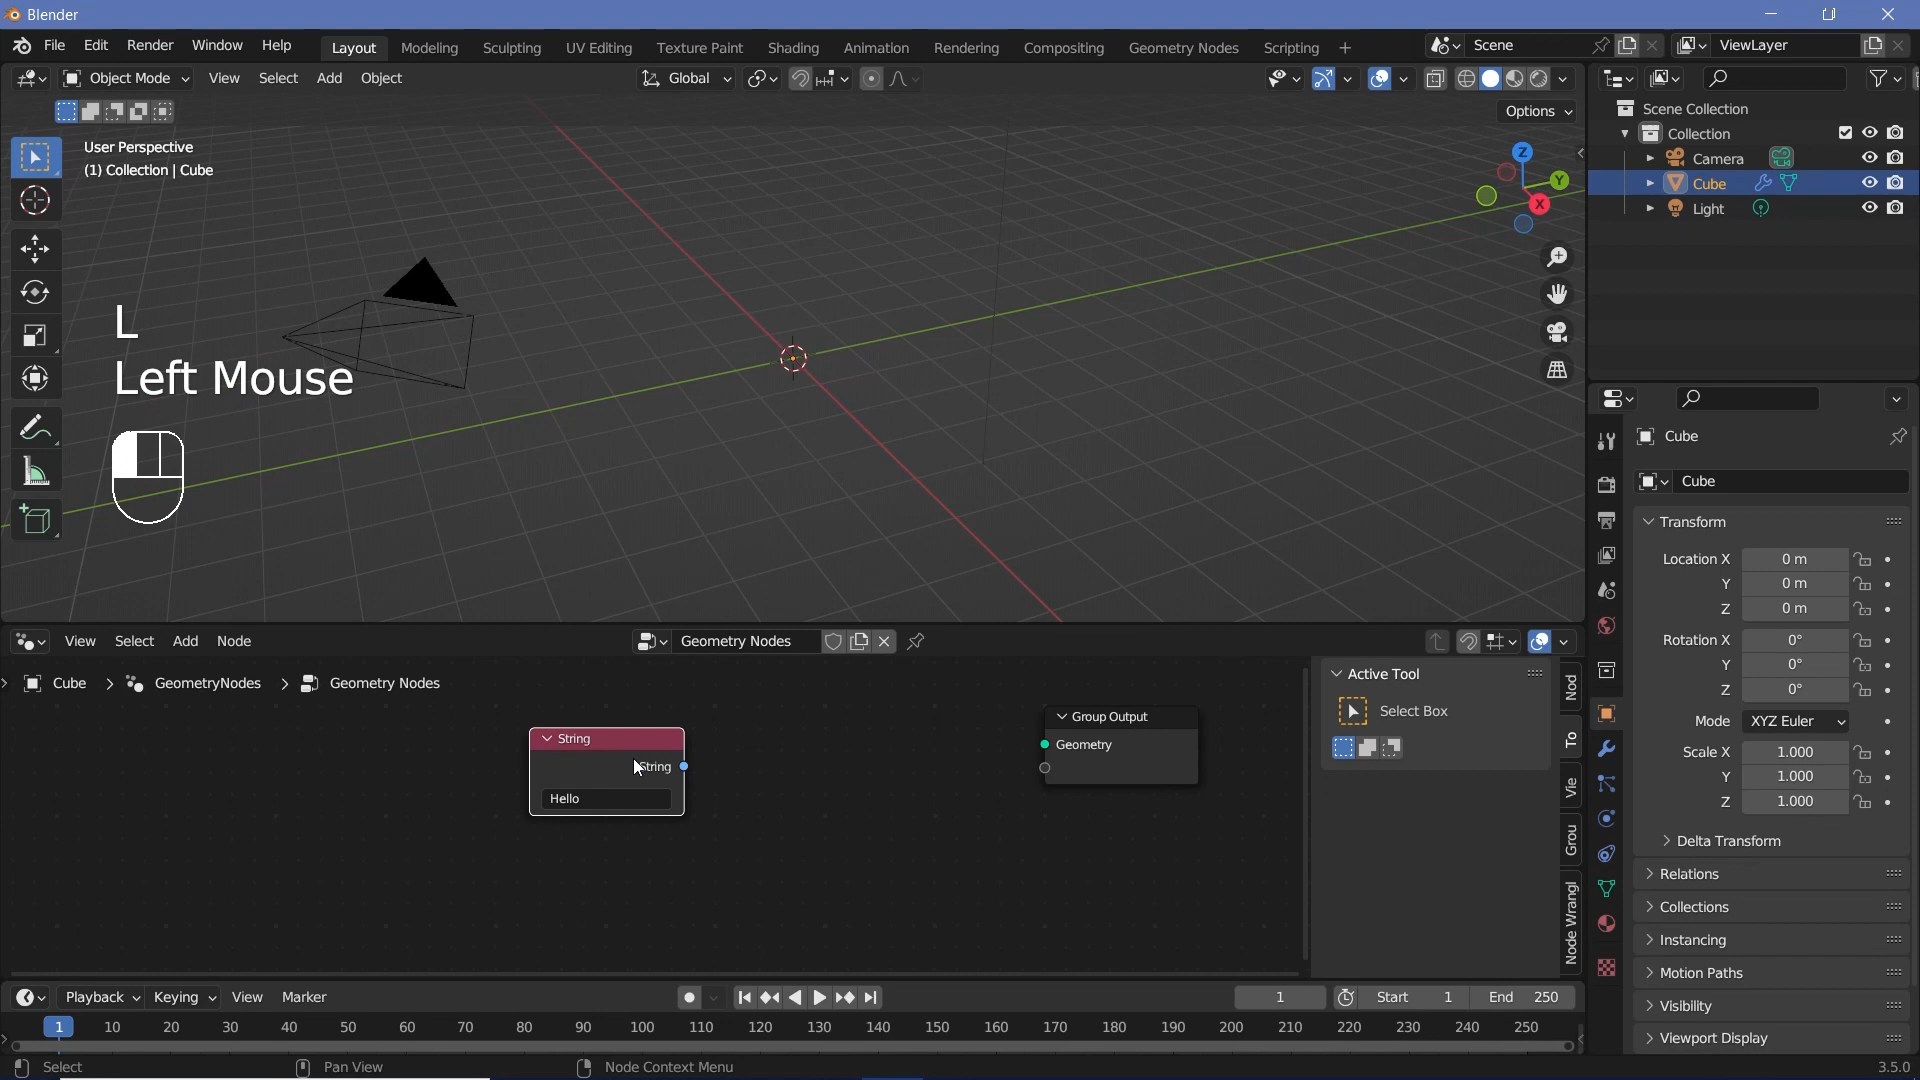 Blender
File Edit Render Window Help Layout Modeling Sculpting UV Editing Texture Paint Shading Animation Rendering Compositing Geometry Nodes Scripting + Scene ViewLayer
Object Mode View Select Add Object Global
Options
User Perspective
(1) Collection | Cube
Z
Y
X
L
Left Mouse
Scene Collection
Collection
Camera
Cube
Light
Cube
Cube
Transform
Location X 0 m
Y 0 m
Z 0 m
Rotation X 0°
Y 0°
Z 0°
Mode XYZ Euler
Scale X 1.000
Y 1.000
Z 1.000
Delta Transform
Relations
Collections
Instancing
Motion Paths
Visibility
Viewport Display
View Select Add Node Geometry Nodes
Cube > GeometryNodes > Geometry Nodes
String
String
Hello
Group Output
Geometry
Active Tool
Select Box
Nod
To
Vie
Grou
Node Wrangl
Playback Keying View Marker 1 Start 1 End 250
1 10 20 30 40 50 60 70 80 90 100 110 120 130 140 150 160 170 180 190 200 210 220 230 240 250
Select Pan View Node Context Menu 3.5.0